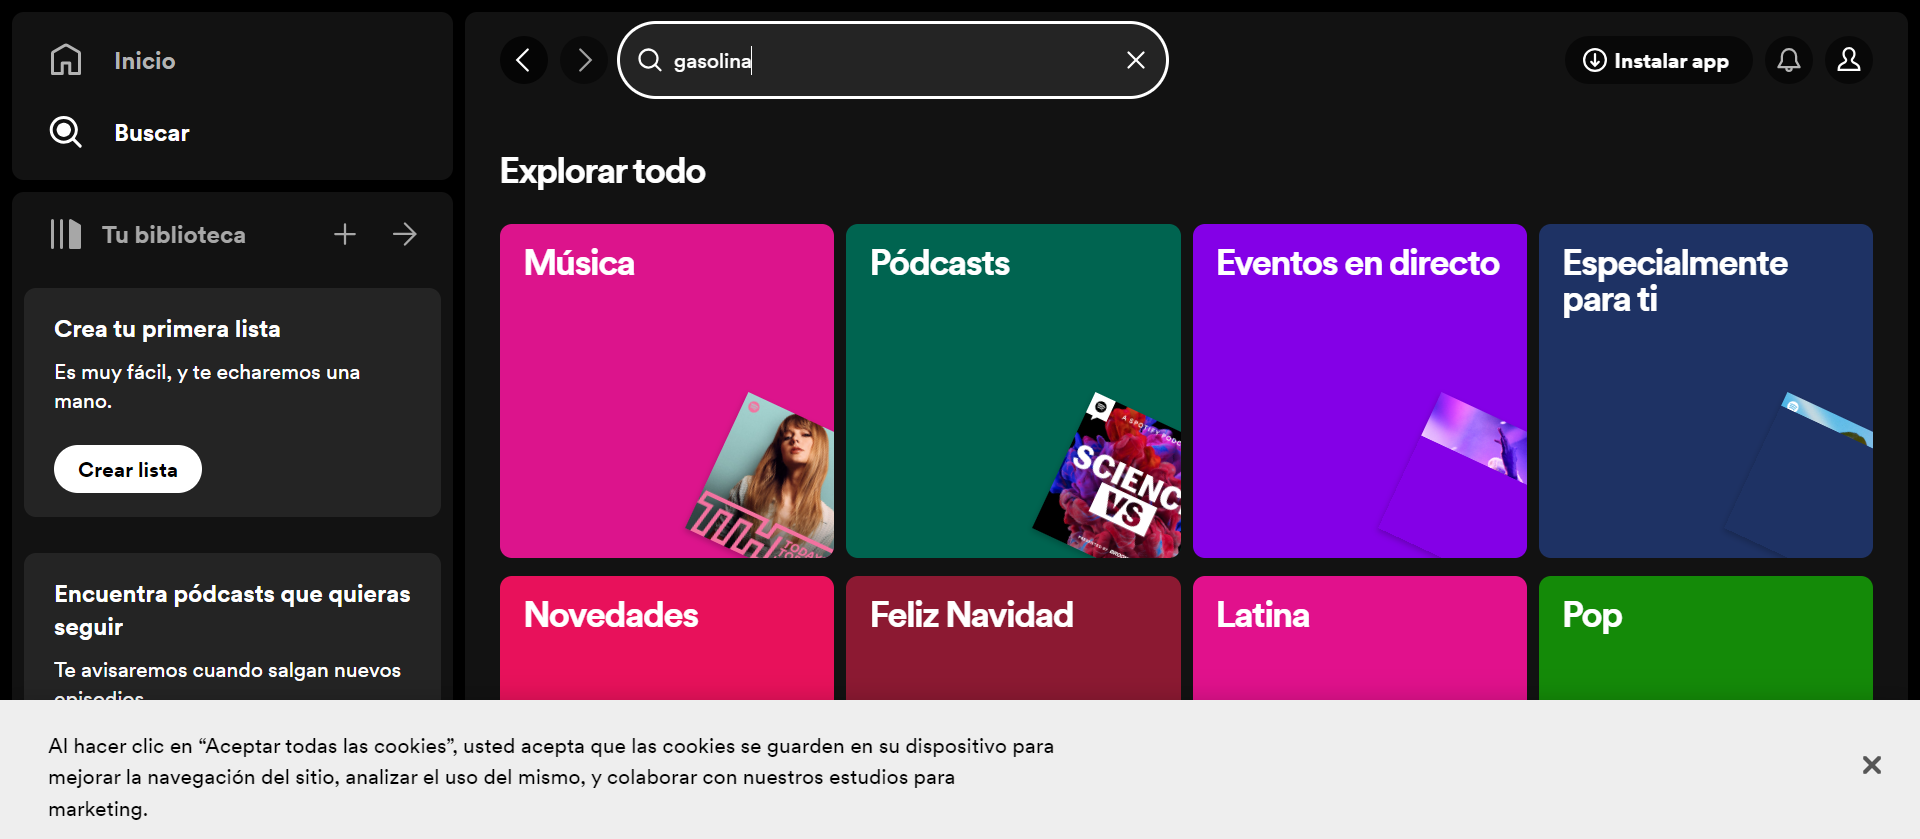 Inicio
Buscar
Tu biblioteca
Crea tu primera lista
Es muy fácil, y te echaremos una
mano.
Crear lista
Encuentra pódcasts que quieras
seguir
Te avisaremos cuando salgan nuevos
episodios
gasolina
Instalar app
Explorar todo
Música
Pódcasts
A SPOTIFY PODC
SCIENC
VS
Eventos en directo
Especialmente
para ti
Novedades
Feliz Navidad
Latina
Pop
Al hacer clic en “Aceptar todas las cookies”, usted acepta que las cookies se guarden en su dispositivo para
mejorar la navegación del sitio, analizar el uso del mismo, y colaborar con nuestros estudios para
marketing.